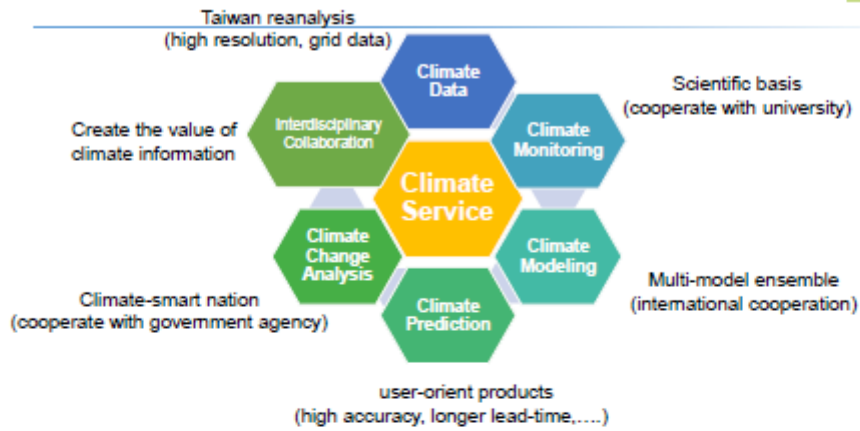 Taiwan reanalysis
(high resolution, grid data)
Climate
Data
Scientific basis
(cooperate with university)
Climate
Monitoring
Interdisciplinary
Collaboration
Create the value of
climate information
Climate
Service
Climate
Change
Analysis
Climate
Modeling
Multi-model ensemble
(international cooperation)
Climate-smart nation
(cooperate with government agency)
Climate
Prediction
user-orient products
(high accuracy, longer lead-time,....)